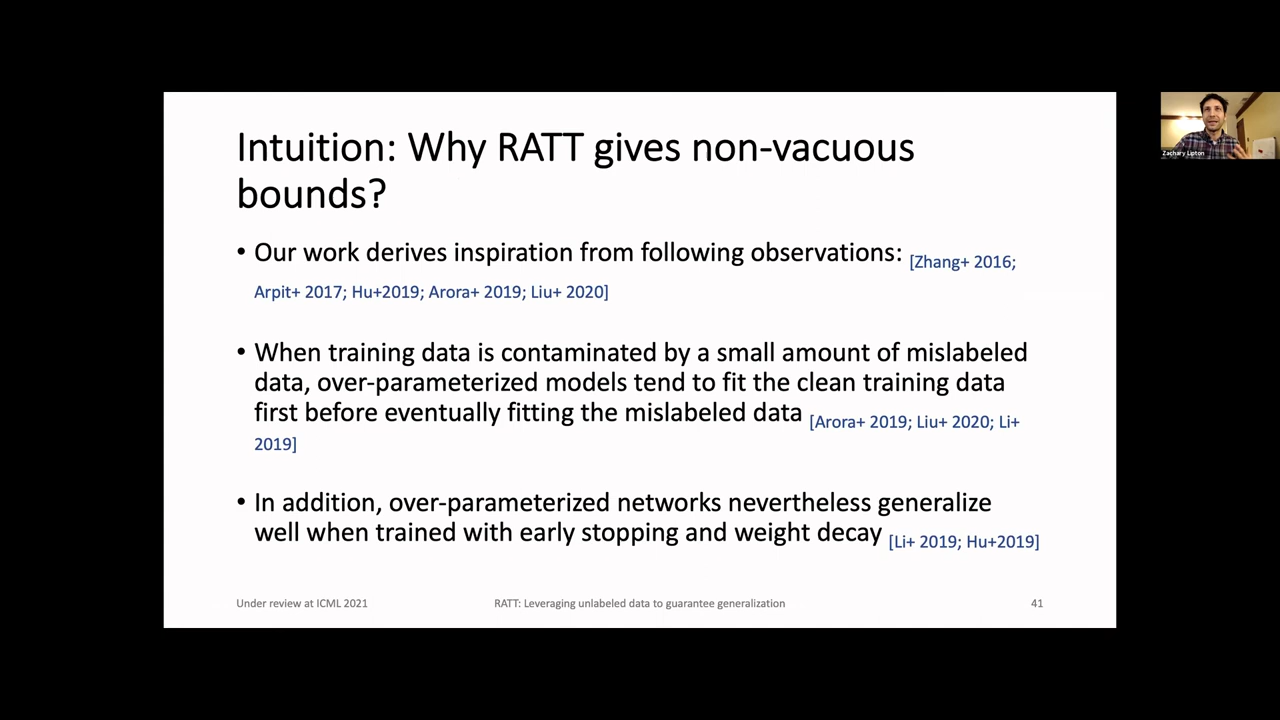 Intuition: Why RATT gives non-vacuous
bounds?
• Our work derives inspiration from following observations: [Zhang+ 2016;
Arpit+ 2017; Hu+2019; Arora+ 2019; Liu+ 2020]
• When training data is contaminated by a small amount of mislabeled
data, over-parameterized models tend to fit the clean training data
first before eventually fitting the mislabeled data [Arora+ 2019; Liu+ 2020; Li+
2019]
• In addition, over-parameterized networks nevertheless generalize
well when trained with early stopping and weight decay [Li+ 2019; Hu+2019]
Under review at ICML 2021
RATT: Leveraging unlabeled data to guarantee generalization
41
Zachary Lipton